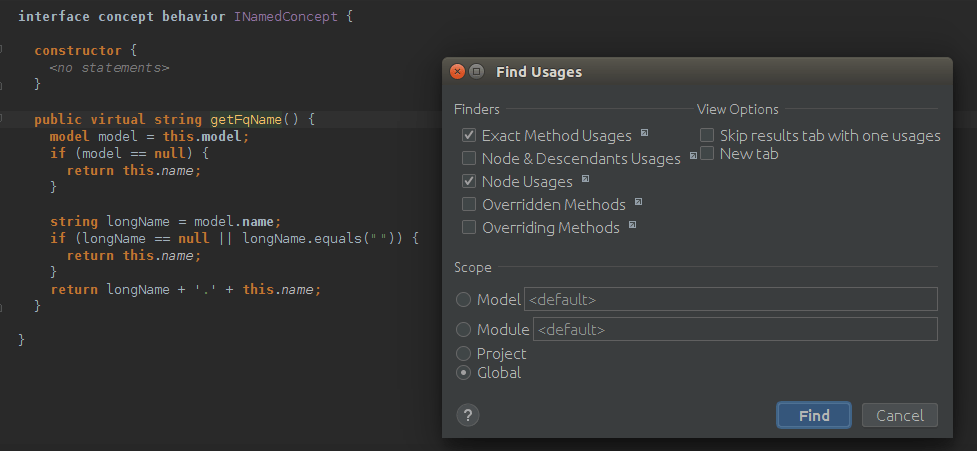 interface concept behavior INamedConcept {
constructor {
<no statements>
}
public virtual string getFqName() {
model model = this.model;
if (model == null) {
return this.name;
}
string longName = model.name;
if (longName == null || longName.equals("")) {
return this.name;
}
return longName + '.' + this.name;
}
}
Find Usages
Finders
Exact Method Usages
Node & Descendants Usages
Node Usages
Overridden Methods
Overriding Methods
View Options
Skip results tab with one usages
New tab
Scope
Model <default>
Module <default>
Project
Global
? Find Cancel